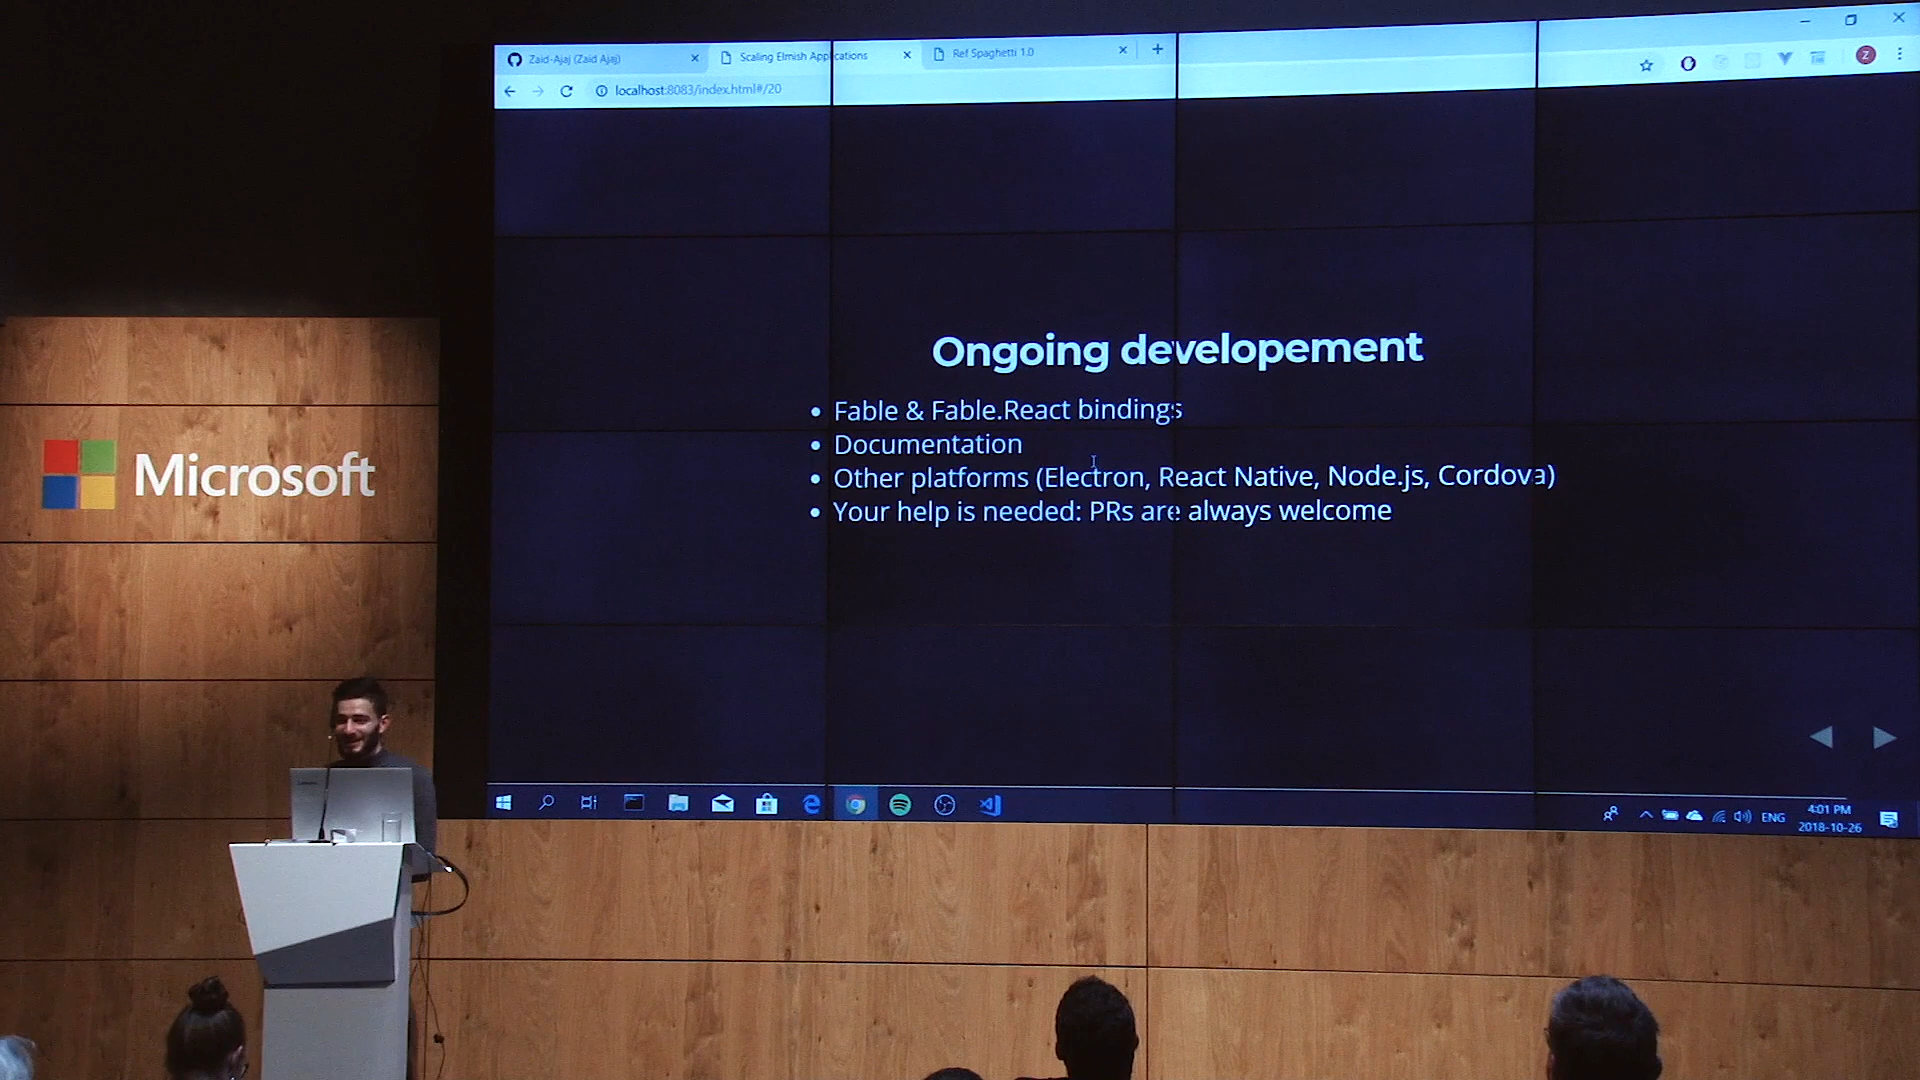 Zaid-Ajaj (Zaid Ajaj)
Scaling Elmish Applications
Ref Spaghetti 1.0
localhost:8083/index.html#/20
Z
Ongoing developement
Fable & Fable.React bindings
Documentation
Other platforms (Electron, React Native, Node.js, Cordova)
Your help is needed: PRs are always welcome
Microsoft
ENG
4:01 PM
2018-10-26